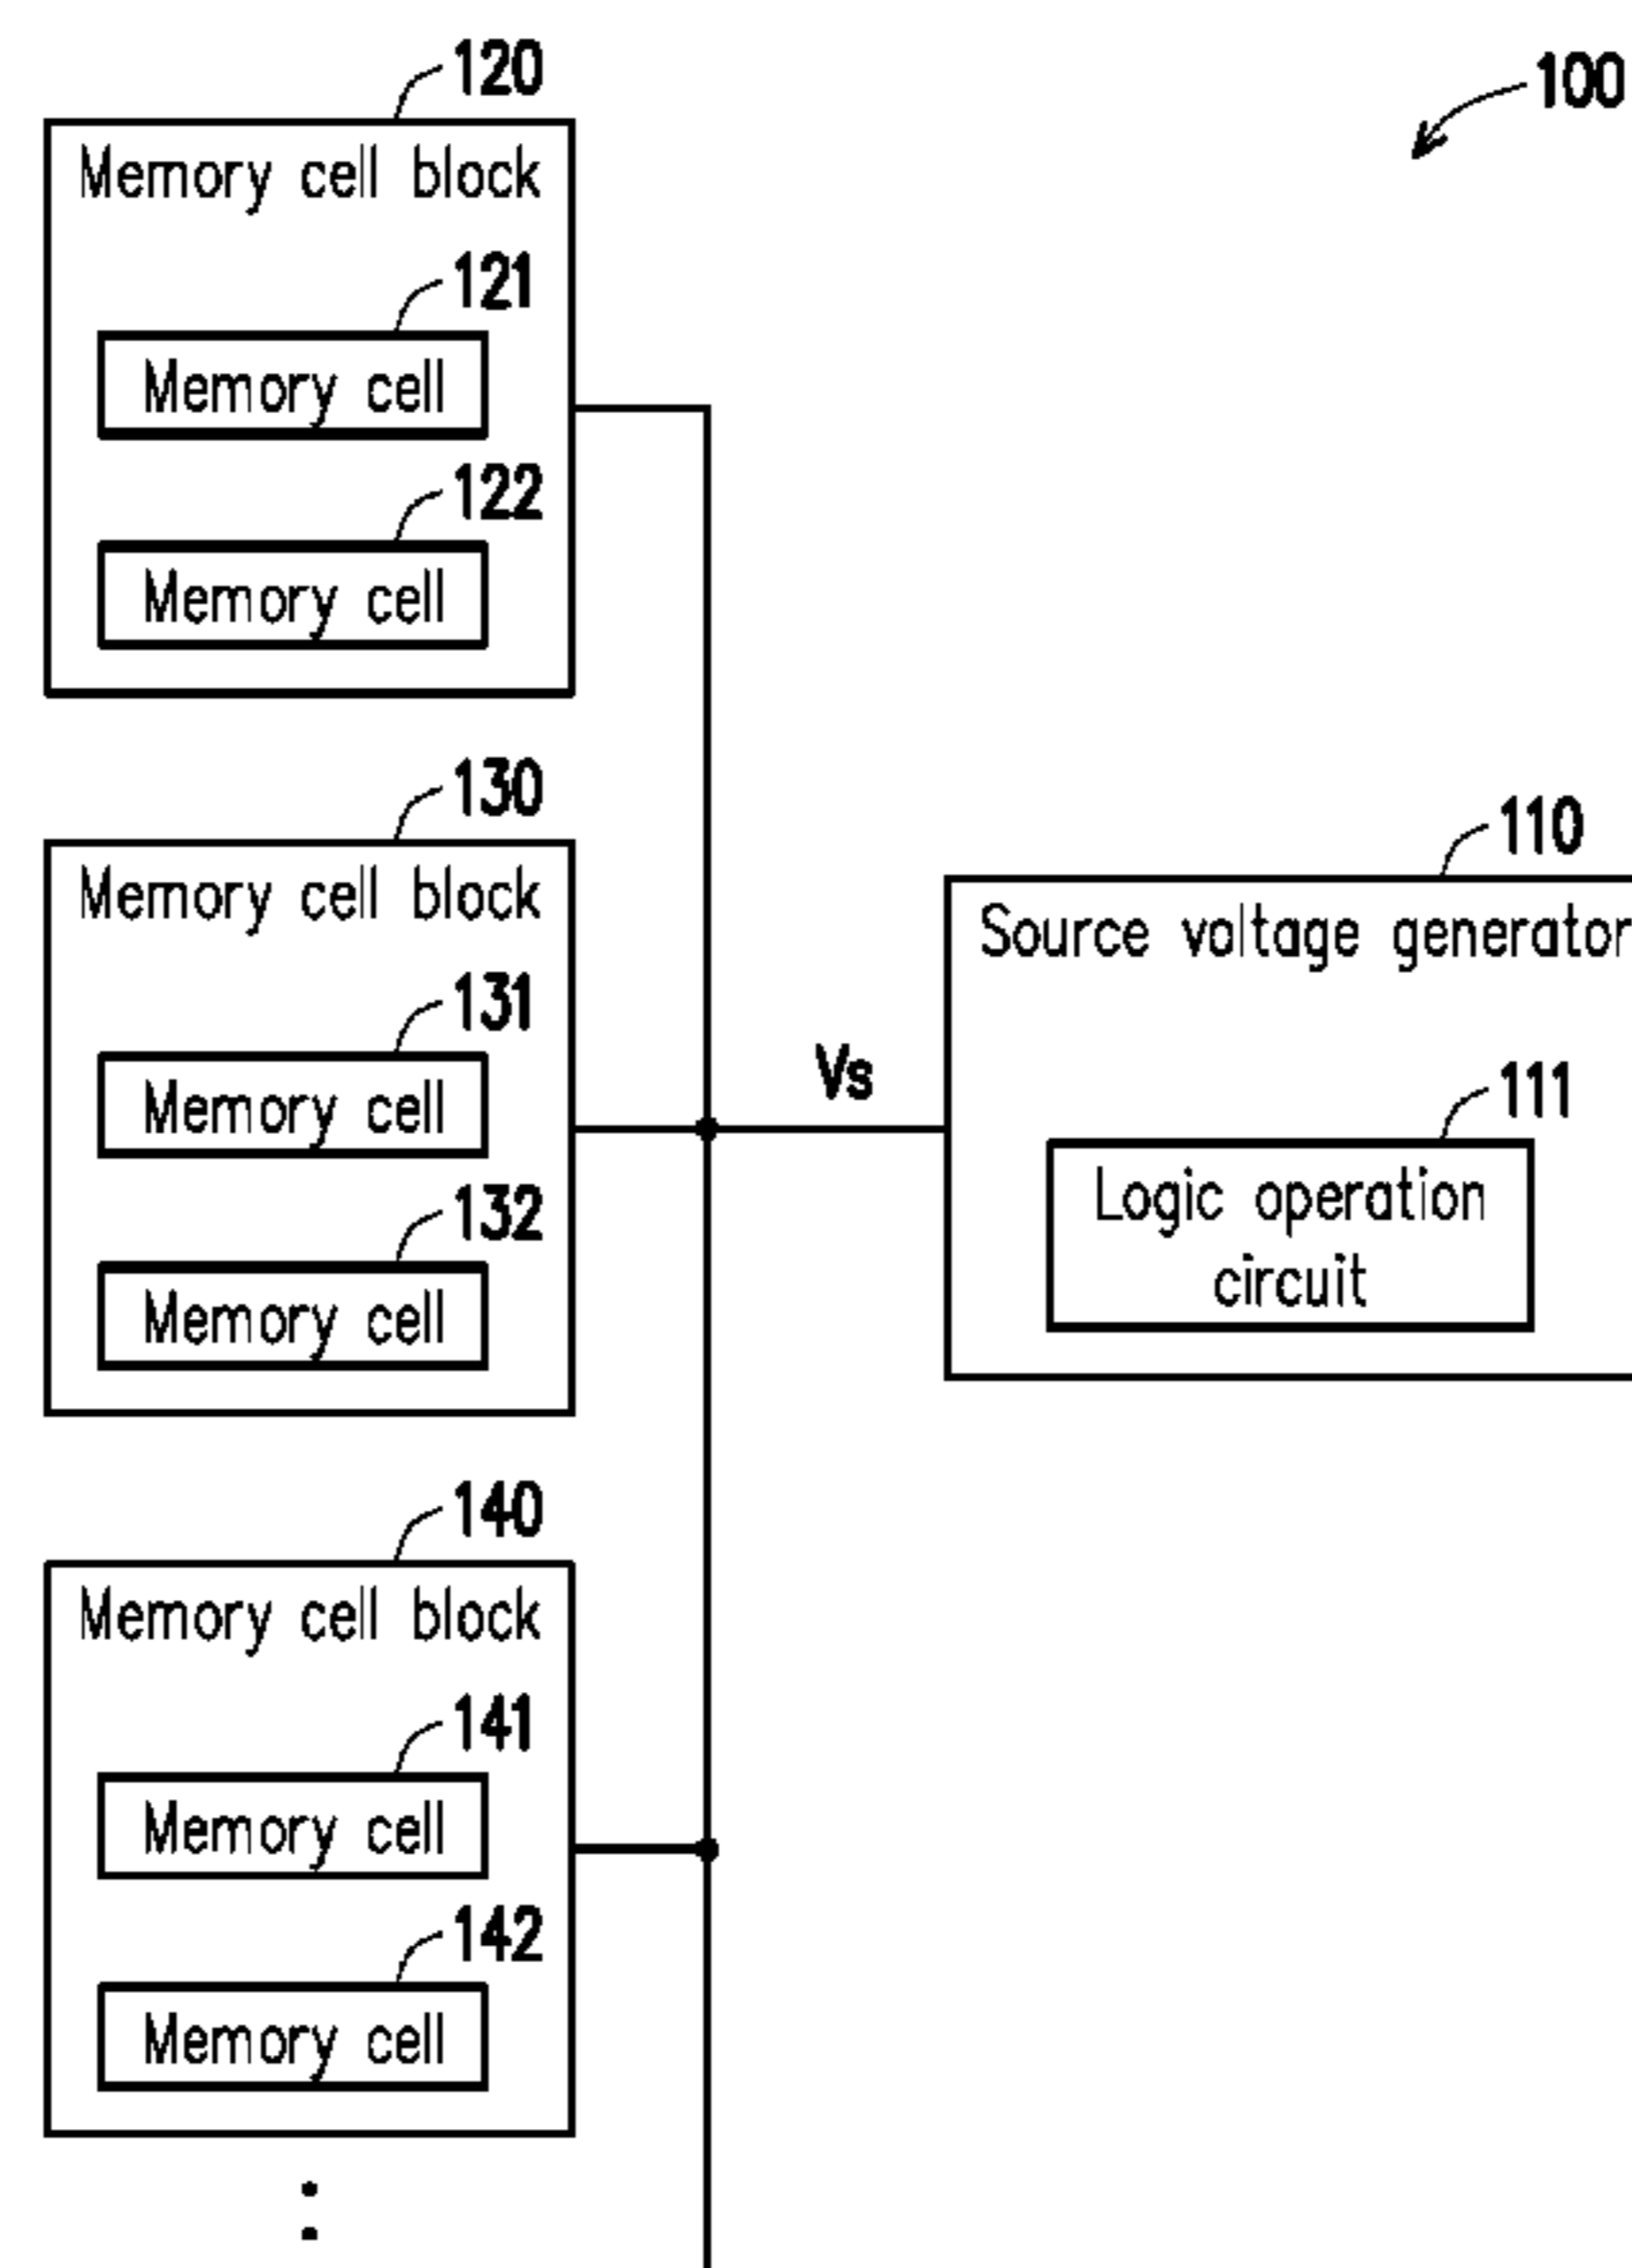 120
100
Memory cell block
121
Memory cell
122
Memory cell
130
Memory cell block
131
Memory cell
132
Memory cell
110
Source voltage generator
Vs
111
Logic operation
circuit
140
Memory cell block
141
Memory cell
142
Memory cell